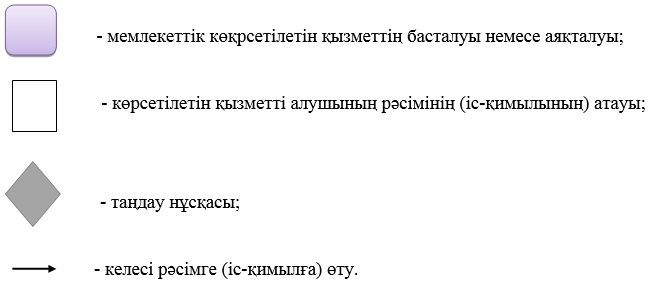 - мемлекеттік көқрсетілетін қызметтің басталуы немесе аяқталуы;
- көрсетілетін қызметті алушының рәсімінің (іс-қимылының) атауы;
- таңдау нұсқасы;
- келесі рәсімге (іс-қимылға) өту.